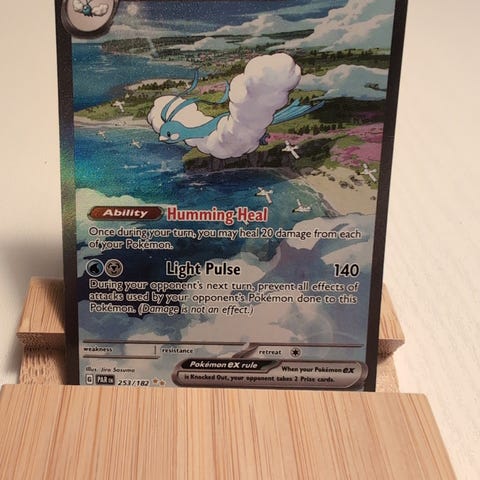 Ability Humming Heal
Once during your turn, you may heal 20 damage from each
of your Pokémon.
Light Pulse 140
During your opponent's next turn, prevent all effects of
attacks used by your opponent's Pokémon done to this
Pokémon. (Damage is not an effect.)
weakness resistance retreat
Illus. Jiro Sasumo
Pokémon ex rule
When your Pokémon ex
is Knocked Out, your opponent takes 2 Prize cards.
G PAR EN 253/182